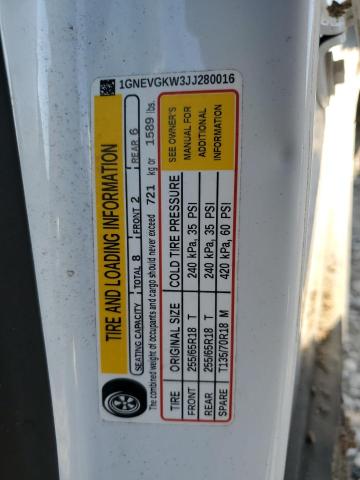 1GNEVGKW3JJ280016
TIRE AND LOADING INFORMATION
SEATING CAPACITY TOTAL 8 FRONT 2 REAR 6
The combined weight of occupants and cargo should never exceed 721 kg or 1589 lbs.
TIRE ORIGINAL SIZE COLD TIRE PRESSURE
FRONT 255/65R18 T 240 kPa, 35 PSI
REAR 255/65R18 T 240 kPa, 35 PSI
SPARE T135/70R18 M 420 kPa, 60 PSI
SEE OWNER'S
MANUAL FOR
ADDITIONAL
INFORMATION